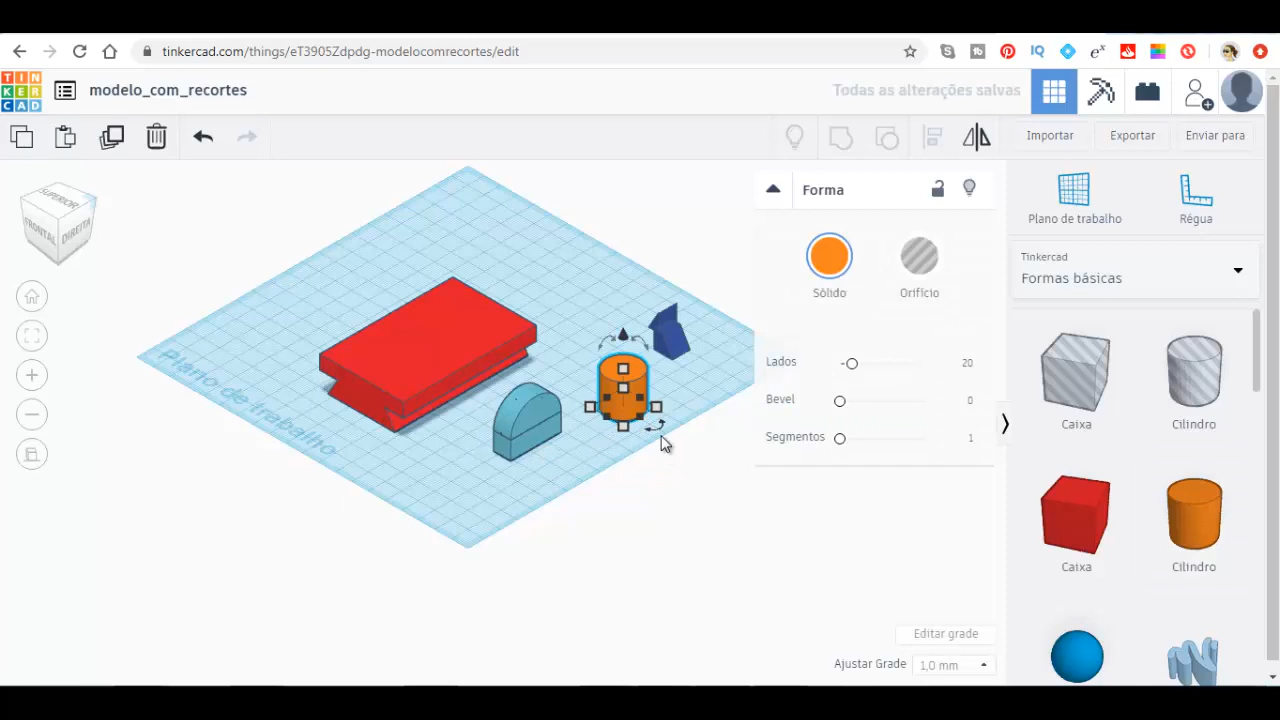 tinkercad.com/things/eT3905Zdpdg-modelocomrecortes/edit
IQ
eˣ
TIN
KER
CAD
modelo_com_recortes
Todas as alterações salvas
Importar
Exportar
Enviar para
SUPERIOR
FRONTAL
DIREITA
Forma
Plano de trabalho
Régua
Tinkercad
Formas básicas
Sólido
Orifício
Lados
20
Bevel
0
Segmentos
1
Caixa
Cilindro
Caixa
Cilindro
Plano de trabalho
Editar grade
Ajustar Grade
1,0 mm